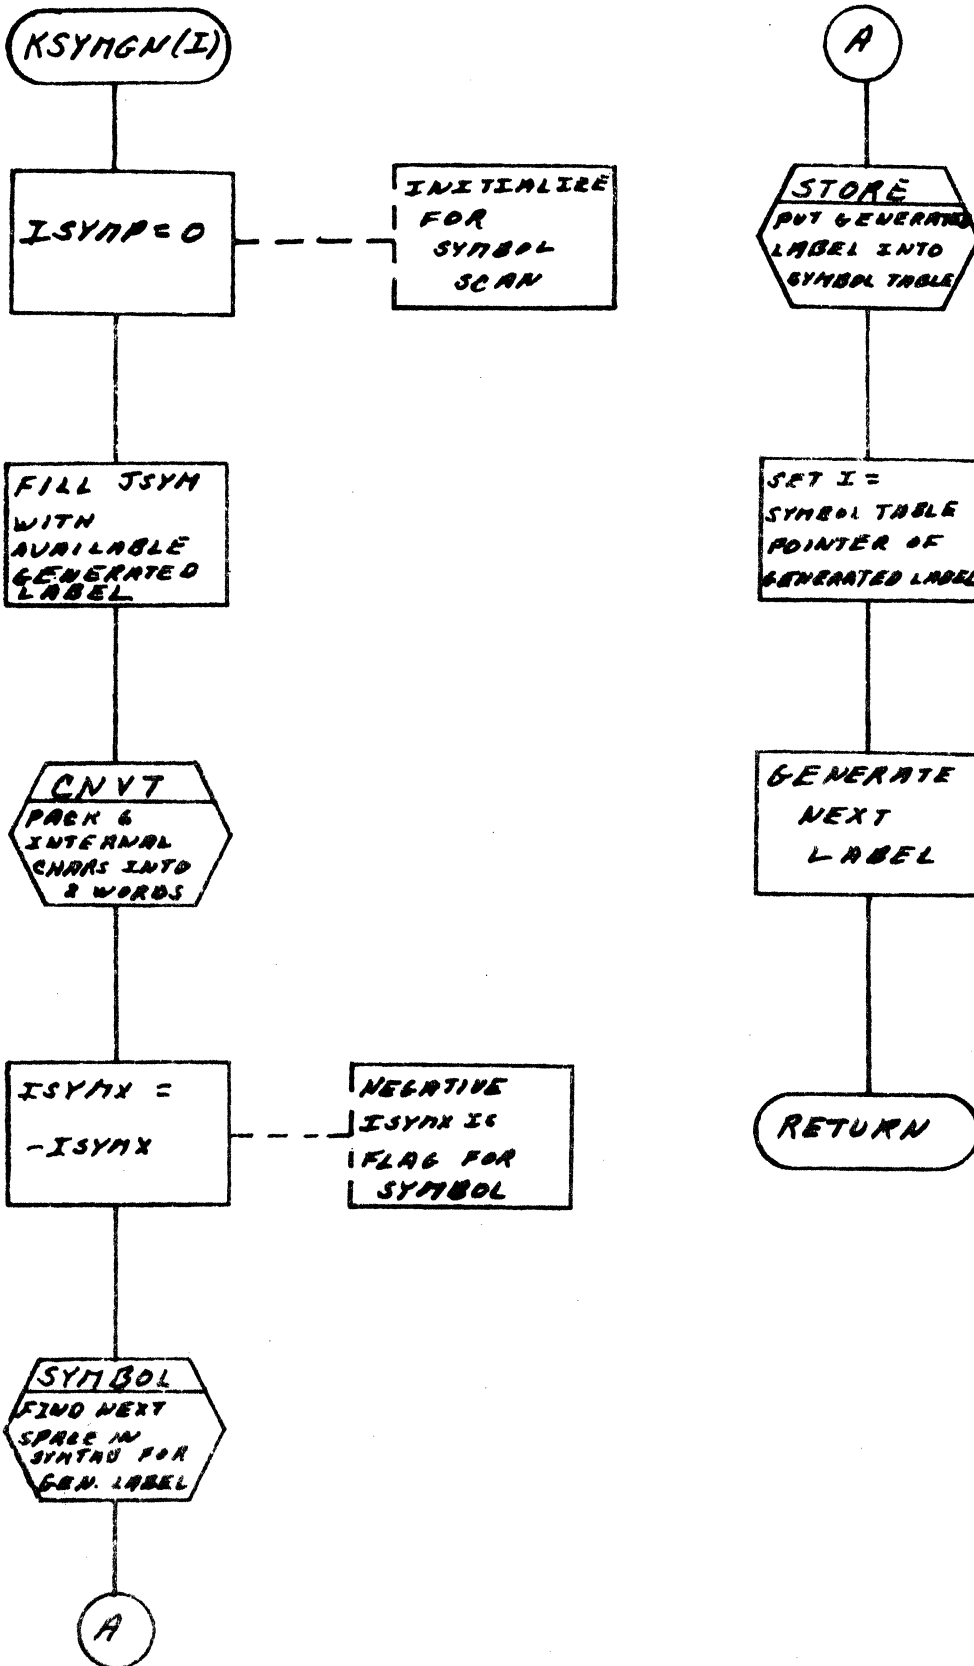 KSYMGN(I)
ISYMP = 0
INITIALIZE
FOR
SYMBOL
SCAN
FILL JSYM
WITH
AVAILABLE
GENERATED
LABEL
CNVT
PACK 6
INTERNAL
CHARS INTO
2 WORDS
ISYMX =
-ISYMX
NEGATIVE
ISYMX IS
FLAG FOR
SYMBOL
SYMBOL
FIND NEXT
SPACE IN
SYMTAB FOR
GEN. LABEL
A
A
STORE
PUT GENERATED
LABEL INTO
SYMBOL TABLE
SET I =
SYMBOL TABLE
POINTER OF
GENERATED LABEL
GENERATE
NEXT
LABEL
RETURN